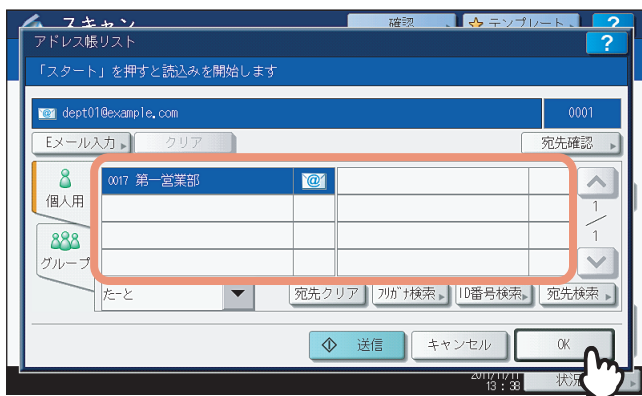 スキャン 確認 テンプレート ?
アドレス帳リスト ?
「スタート」を押すと読込みを開始します
dept01@example.com 0001
Eメール入力 クリア 宛先確認
個人用 0017 第一営業部 @
1
1
グループ
た-と 宛先クリア フリガナ検索 ID番号検索 宛先検索
送信 キャンセル OK
2011/11/11
13:38 状況